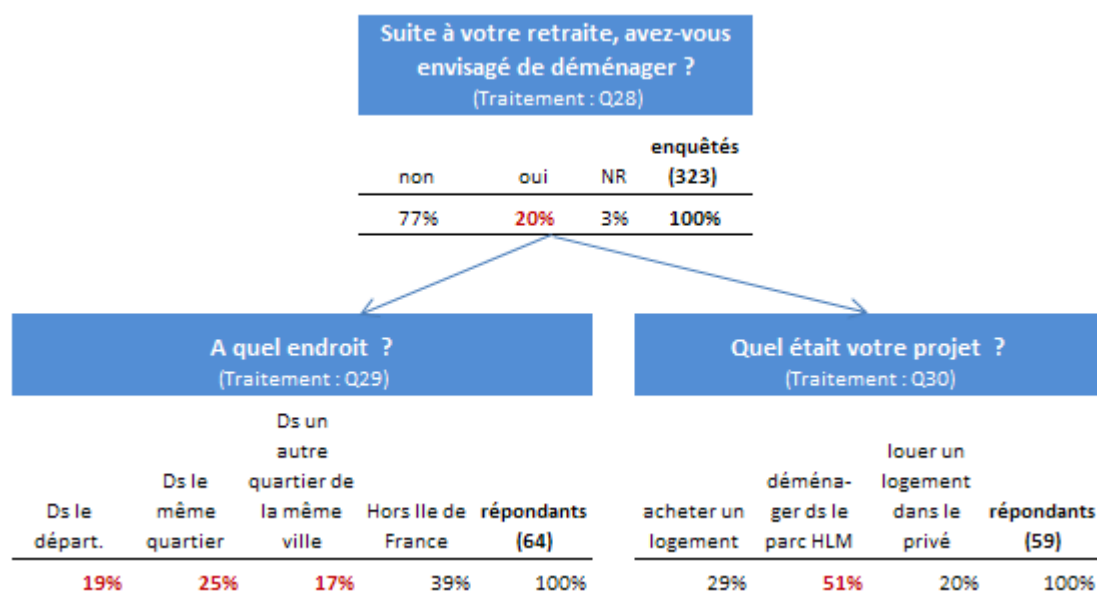 Suite à votre retraite, avez-vous
envisagé de déménager ?
(Traitement : Q28)
enquêtés
non oui NR (323)
77% 20% 3% 100%
A quel endroit ?
(Traitement : Q29)
Ds un
autre
Ds le quartier de
Ds le même la même Hors Ile de répondants
départ. quartier ville France (64)
19% 25% 17% 39% 100%
Quel était votre projet ?
(Traitement : Q30)
louer un
déména- logement
acheter un ger ds le dans le répondants
logement parc HLM privé (59)
29% 51% 20% 100%